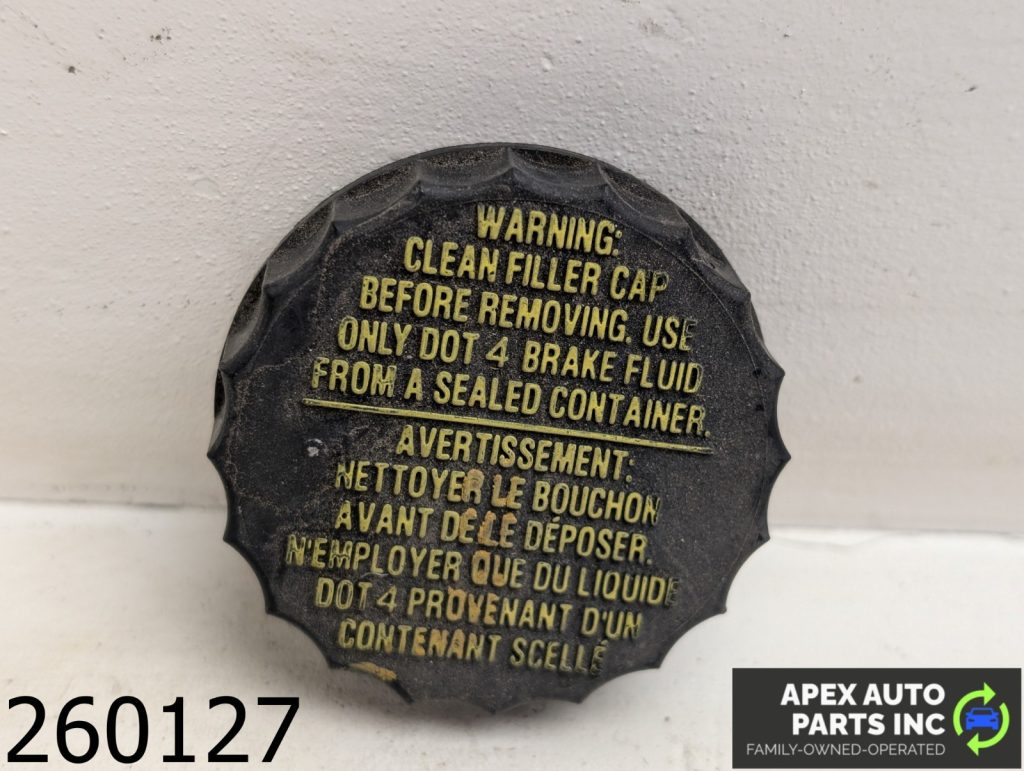 WARNING:
CLEAN FILLER CAP
BEFORE REMOVING. USE
ONLY DOT 4 BRAKE FLUID
FROM A SEALED CONTAINER.
AVERTISSEMENT:
NETTOYER LE BOUCHON
AVANT DE LE DÉPOSER.
N'EMPLOYER QUE DU LIQUIDE
DOT 4 PROVENANT D'UN
CONTENANT SCELLÉ
260127
APEX AUTO
PARTS INC
FAMILY-OWNED-OPERATED